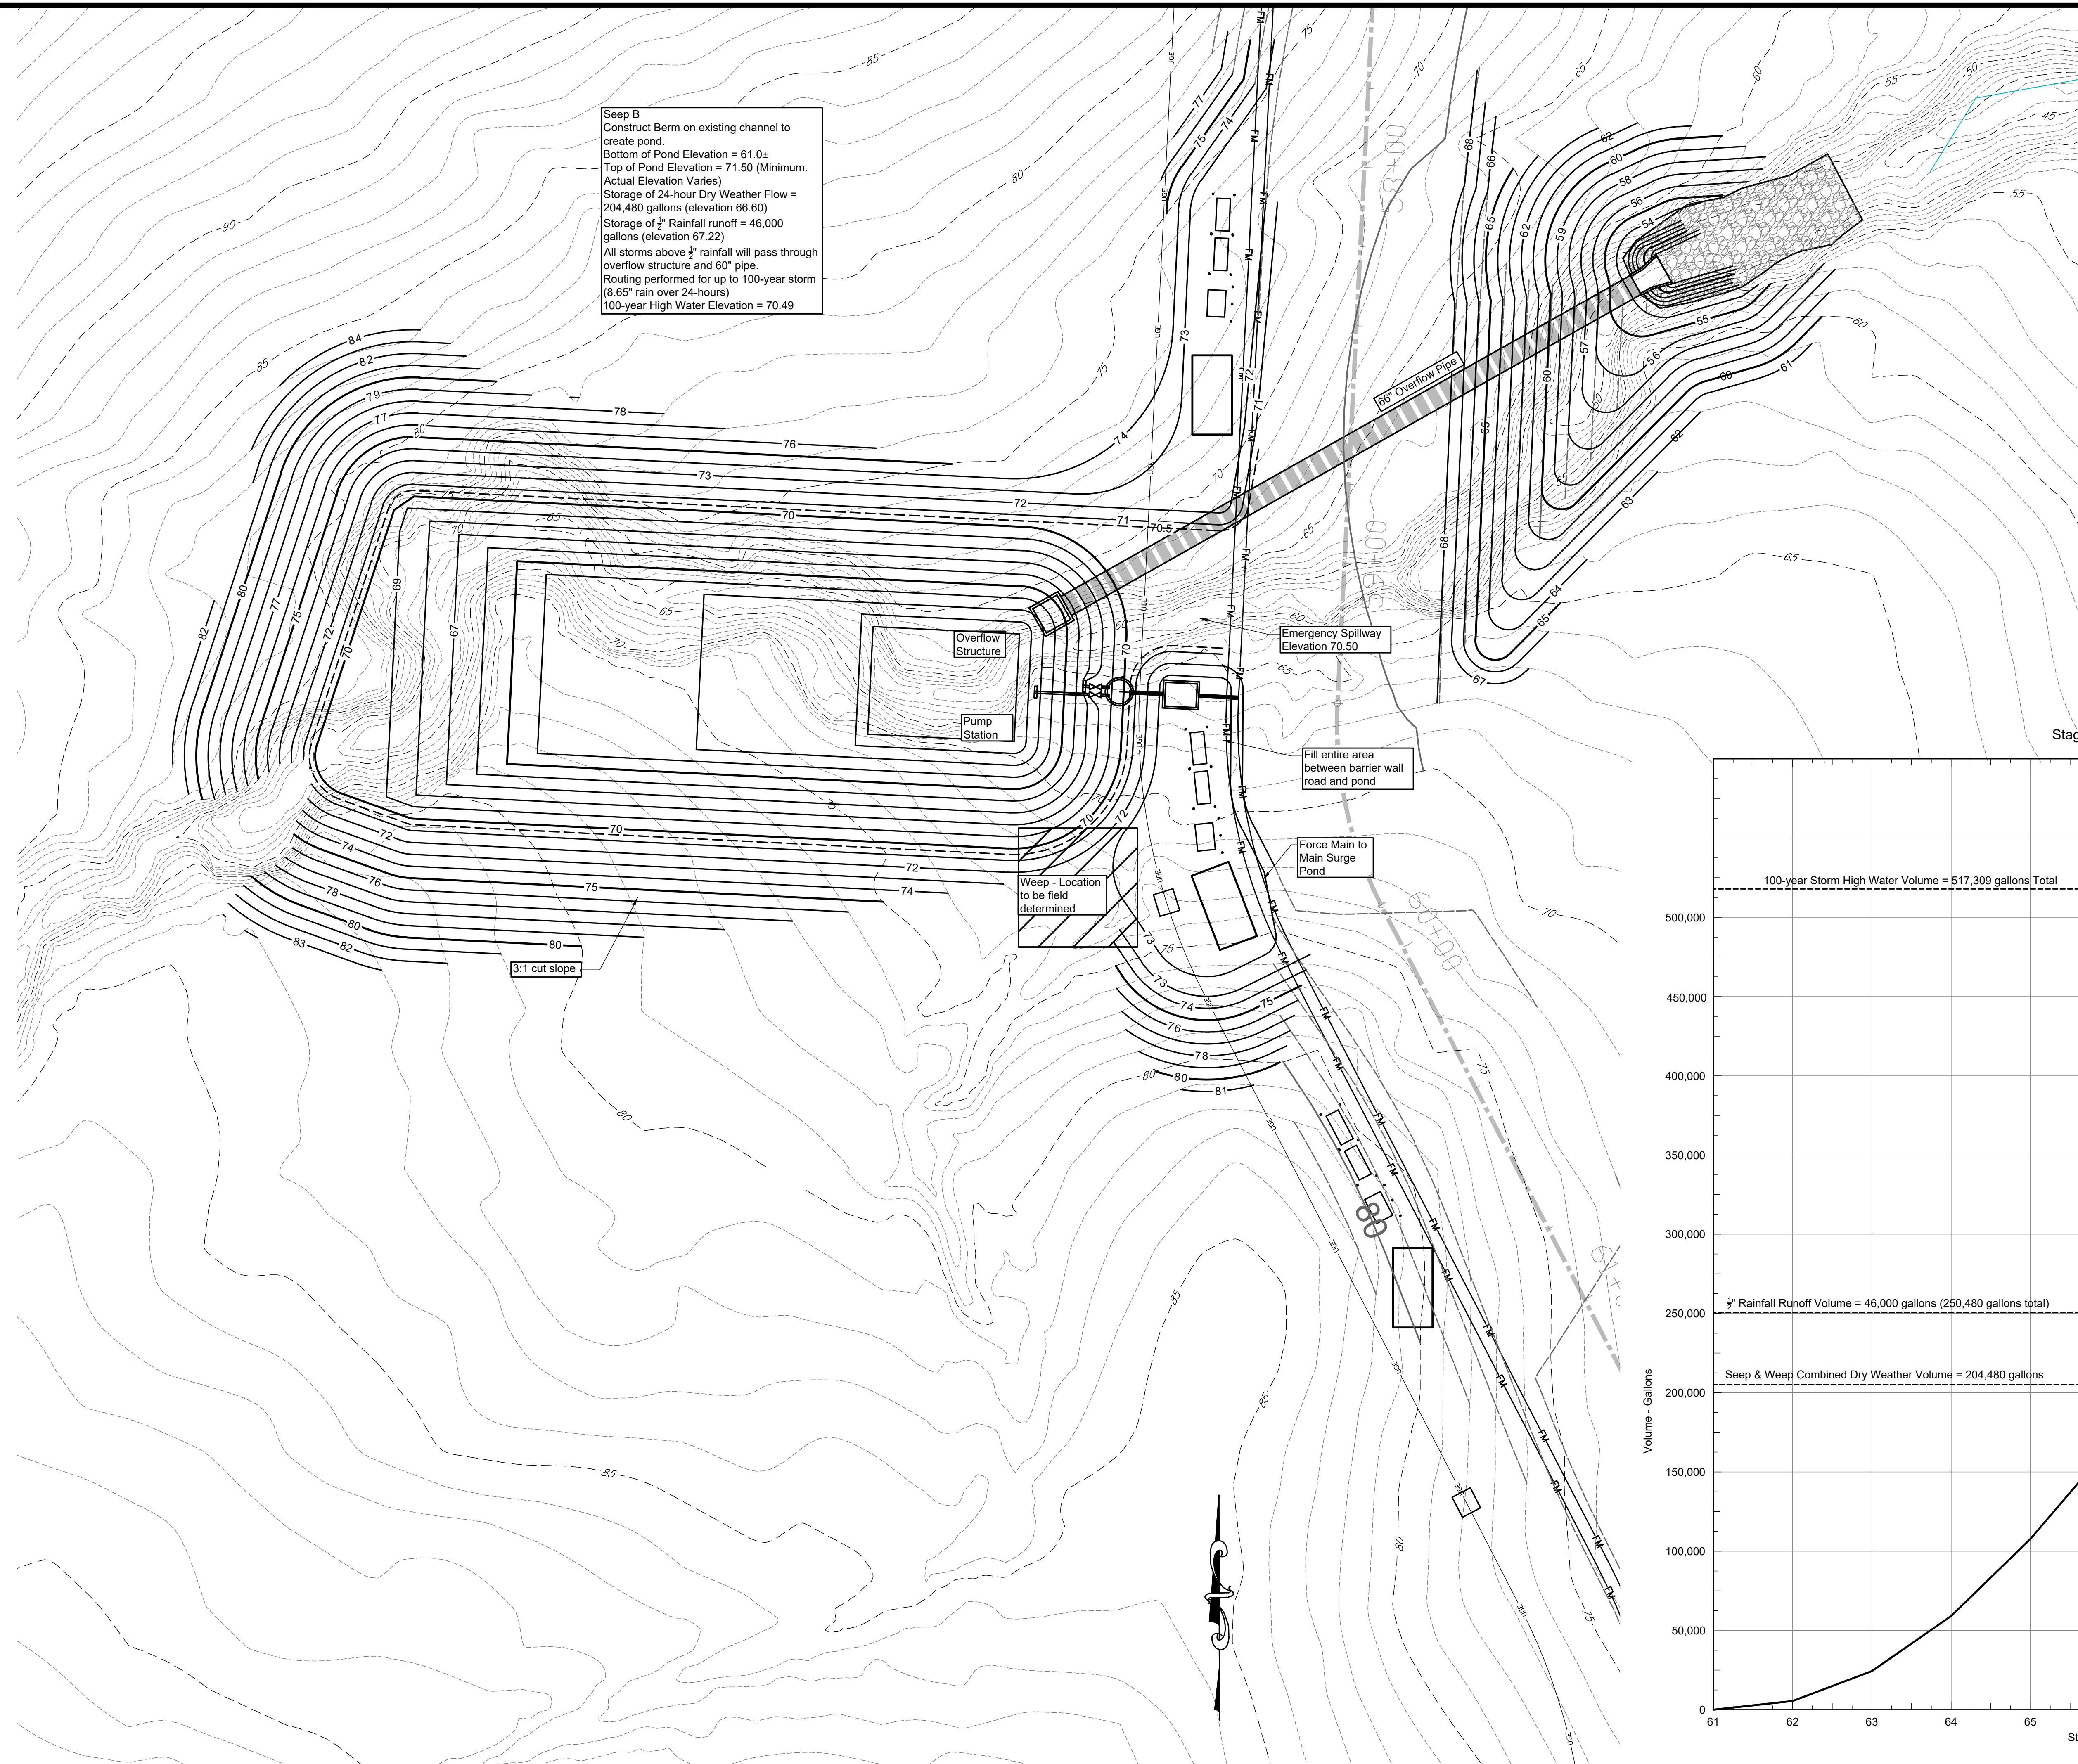 Seep B
Construct Berm on existing channel to
create pond.
Bottom of Pond Elevation = 61.0±
Top of Pond Elevation = 71.50 (Minimum.
Actual Elevation Varies)
Storage of 24-hour Dry Weather Flow =
204,480 gallons (elevation 66.60)
Storage of ½" Rainfall runoff = 46,000
gallons (elevation 67.22)
All storms above ½" rainfall will pass through
overflow structure and 60" pipe.
Routing performed for up to 100-year storm
(8.65" rain over 24-hours)
100-year High Water Elevation = 70.49
66" Overflow Pipe
Overflow
Structure
Pump
Station
Emergency Spillway
Elevation 70.50
Fill entire area
between barrier wall
road and pond
Force Main to
Main Surge
Pond
Weep - Location
to be field
determined
3:1 cut slope
58+00
59+00
60+00
Stag
100-year Storm High Water Volume = 517,309 gallons Total
½" Rainfall Runoff Volume = 46,000 gallons (250,480 gallons total)
Seep & Weep Combined Dry Weather Volume = 204,480 gallons
Volume - Gallons
500,000
450,000
400,000
350,000
300,000
250,000
200,000
150,000
100,000
50,000
0
61 62 63 64 65
St